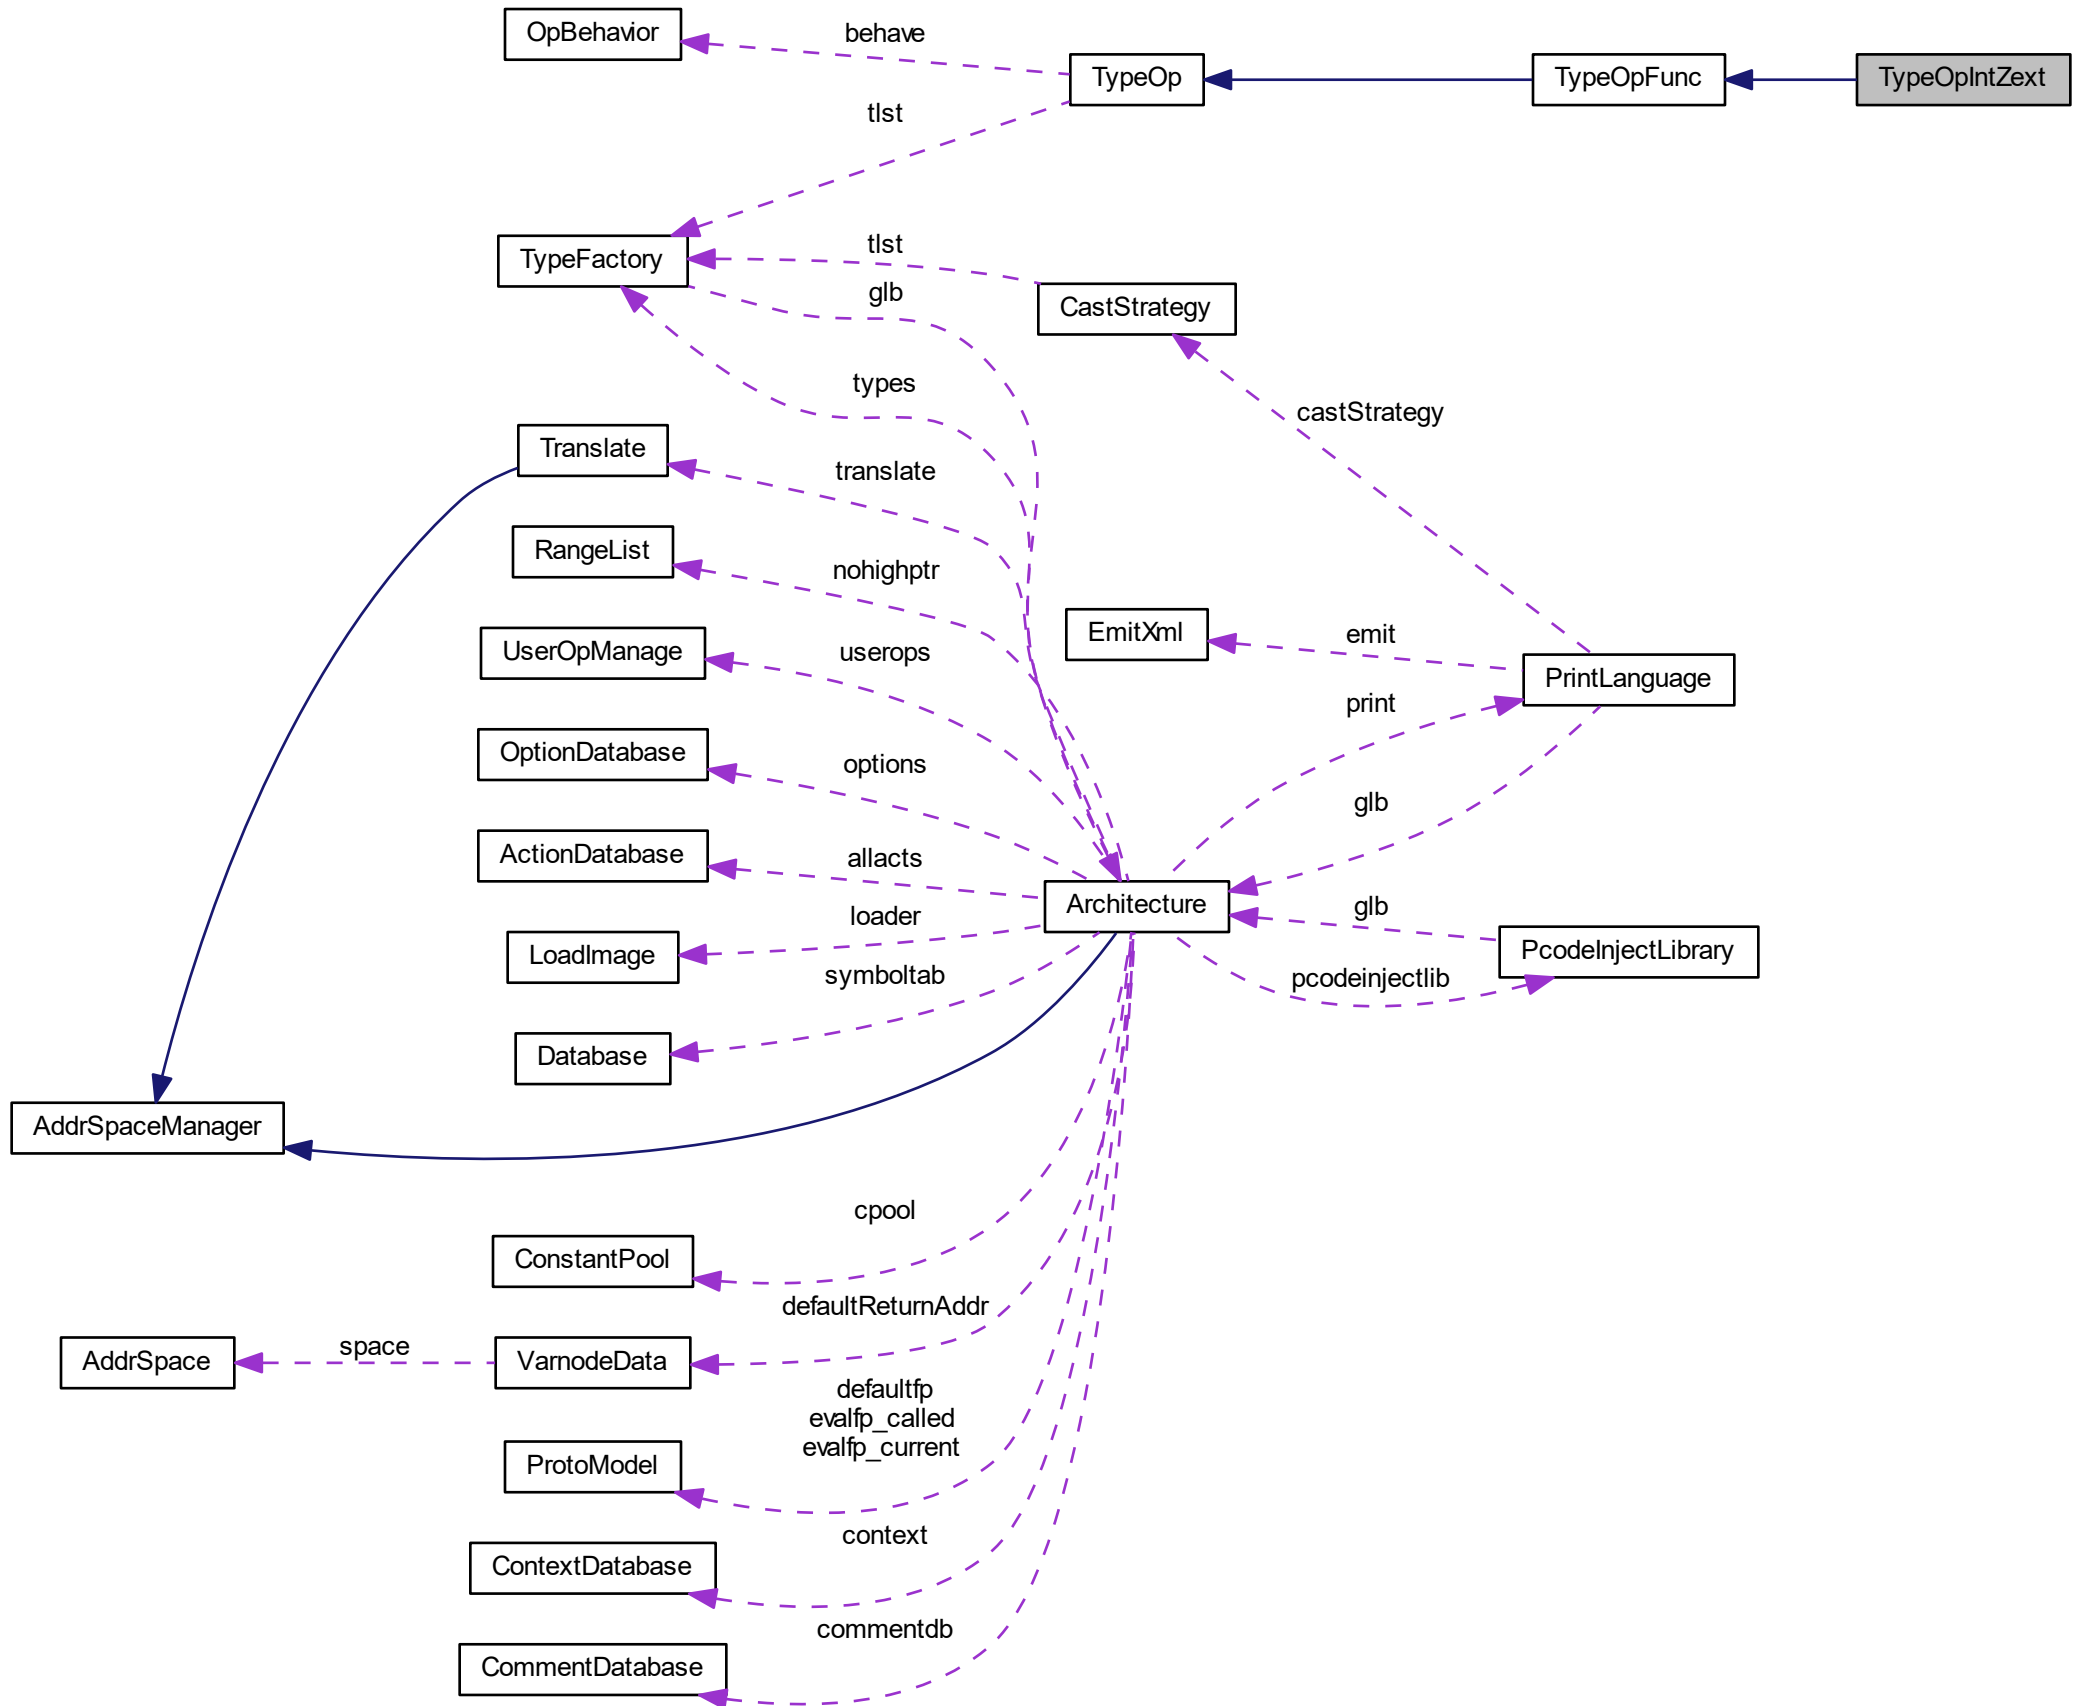 OpBehavior
behave
TypeOp
TypeOpFunc
TypeOpIntZext
tlst
TypeFactory
tlst
glb
CastStrategy
types
castStrategy
Translate
translate
RangeList
nohighptr
EmitXml
emit
UserOpManage
userops
PrintLanguage
print
OptionDatabase
options
glb
ActionDatabase
allacts
Architecture
glb
LoadImage
loader
PcodeInjectLibrary
symboltab
pcodeinjectlib
Database
AddrSpaceManager
cpool
ConstantPool
defaultReturnAddr
AddrSpace
space
VarnodeData
defaultfp
evalfp_called
evalfp_current
ProtoModel
context
ContextDatabase
commentdb
CommentDatabase